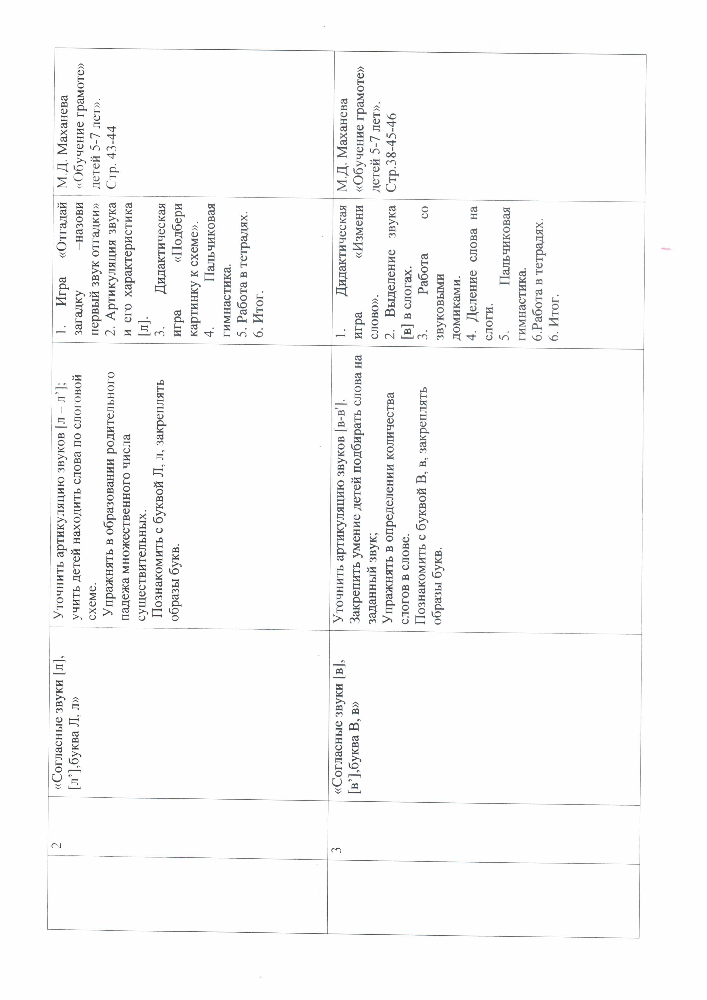 2
«Согласные звуки [л],
[л’],буква Л, л»
Уточнить артикуляцию звуков [л – л’];
учить детей находить слова по слоговой
схеме.
Упражнять в образовании родительного
падежа множественного числа
существительных.
Познакомить с буквой Л, л, закреплять
образы букв.
1. Игра «Отгадай
загадку –назови
первый звук отгадки»
2. Артикуляция звука
и его характеристика
[л].
3. Дидактическая
игра «Подбери
картинку к схеме».
4. Пальчиковая
гимнастика.
5. Работа в тетрадях.
6. Итог.
М.Д. Маханева
«Обучение грамоте»
детей 5-7 лет».
Стр. 43-44
3
«Согласные звуки [в],
[в’],буква В, в»
Уточнить артикуляцию звуков [в-в'].
Закрепить умение детей подбирать слова на
заданный звук;
Упражнять в определении количества
слогов в слове.
Познакомить с буквой В, в, закреплять
образы букв.
1. Дидактическая
игра «Измени
слово».
2. Выделение звука
[в] в слогах.
3. Работа со
звуковыми
домиками.
4. Деление слова на
слоги.
5. Пальчиковая
гимнастика.
6.Работа в тетрадях.
6. Итог.
М.Д. Маханева
«Обучение грамоте»
детей 5-7 лет».
Стр.38-45-46